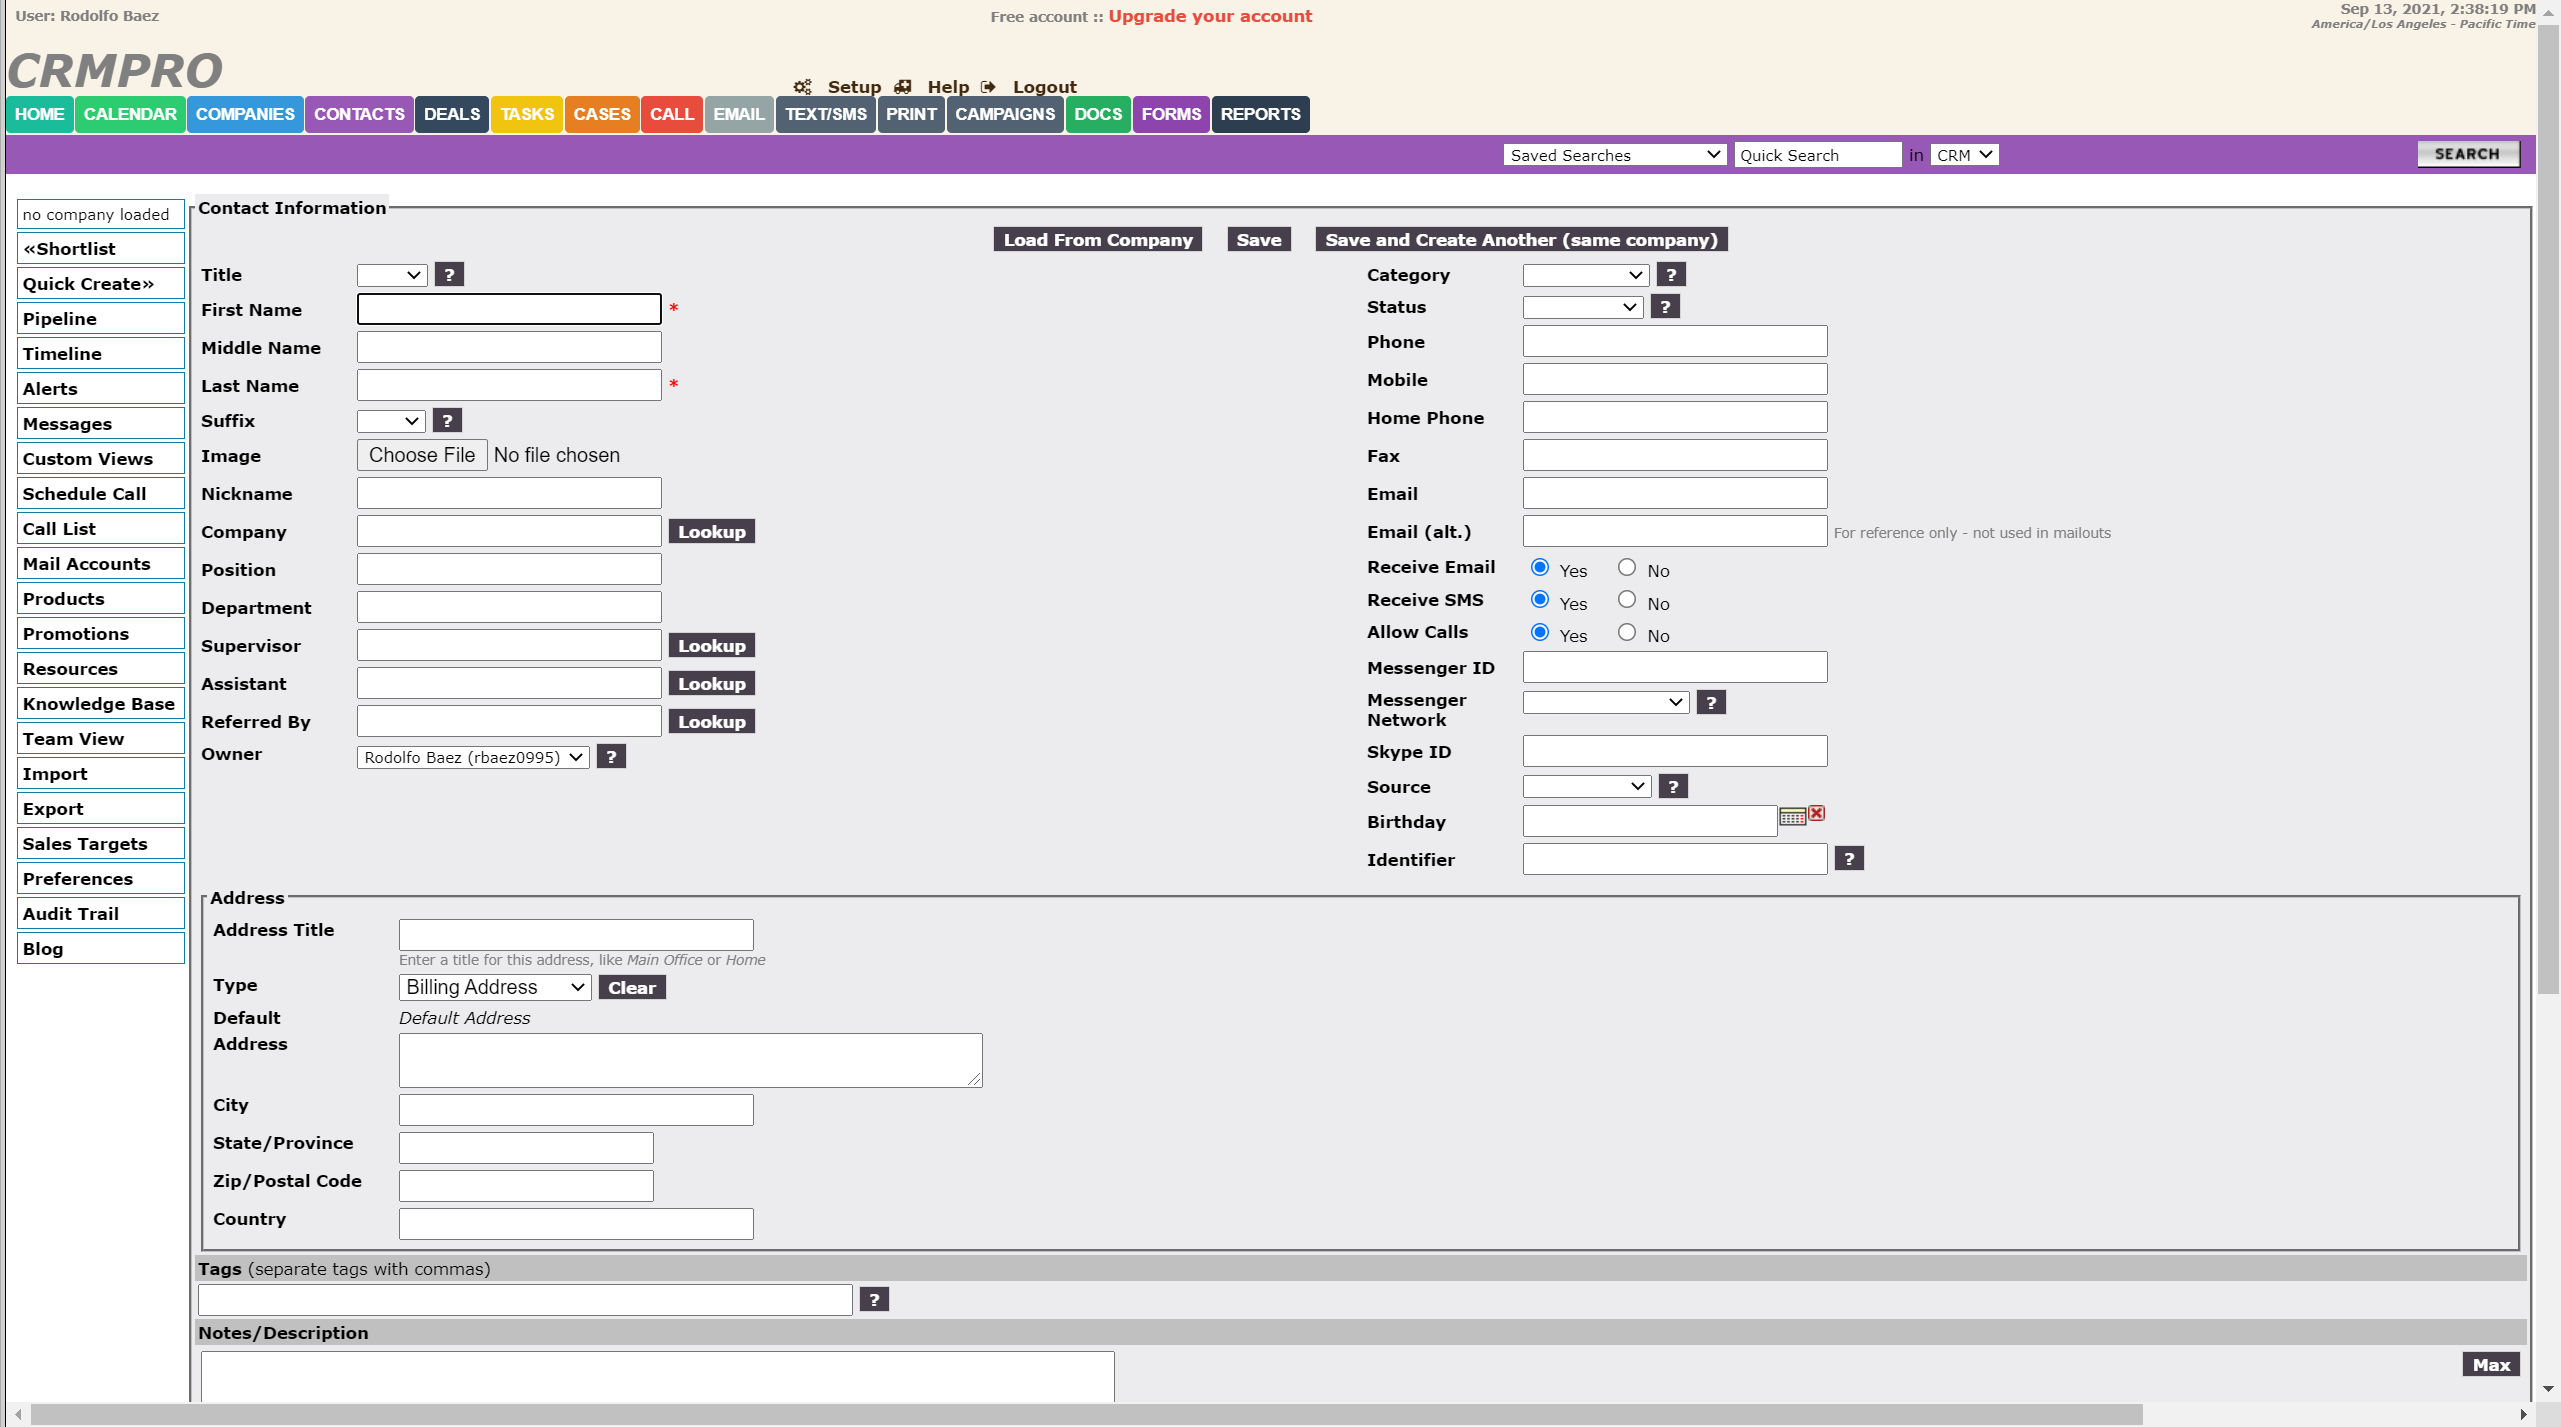 User: Rodolfo Baez
Free account :: Upgrade your account
Sep 13, 2021, 2:38:19 PM
America/Los Angeles - Pacific Time
CRMPRO
Setup Help Logout
HOME CALENDAR COMPANIES CONTACTS DEALS TASKS CASES CALL EMAIL TEXT/SMS PRINT CAMPAIGNS DOCS FORMS REPORTS
Saved Searches Quick Search in CRM SEARCH
no company loaded
«Shortlist
Quick Create»
Pipeline
Timeline
Alerts
Messages
Custom Views
Schedule Call
Call List
Mail Accounts
Products
Promotions
Resources
Knowledge Base
Team View
Import
Export
Sales Targets
Preferences
Audit Trail
Blog
Contact Information
Load From Company Save Save and Create Another (same company)
Title ?
First Name *
Middle Name
Last Name *
Suffix ?
Image Choose File No file chosen
Nickname
Company Lookup
Position
Department
Supervisor Lookup
Assistant Lookup
Referred By Lookup
Owner Rodolfo Baez (rbaez0995) ?
Category ?
Status ?
Phone
Mobile
Home Phone
Fax
Email
Email (alt.) For reference only - not used in mailouts
Receive Email Yes No
Receive SMS Yes No
Allow Calls Yes No
Messenger ID
Messenger
Network ?
Skype ID
Source ?
Birthday
Identifier ?
Address
Address Title
Enter a title for this address, like Main Office or Home
Type Billing Address Clear
Default Default Address
Address
City
State/Province
Zip/Postal Code
Country
Tags (separate tags with commas)
?
Notes/Description
Max